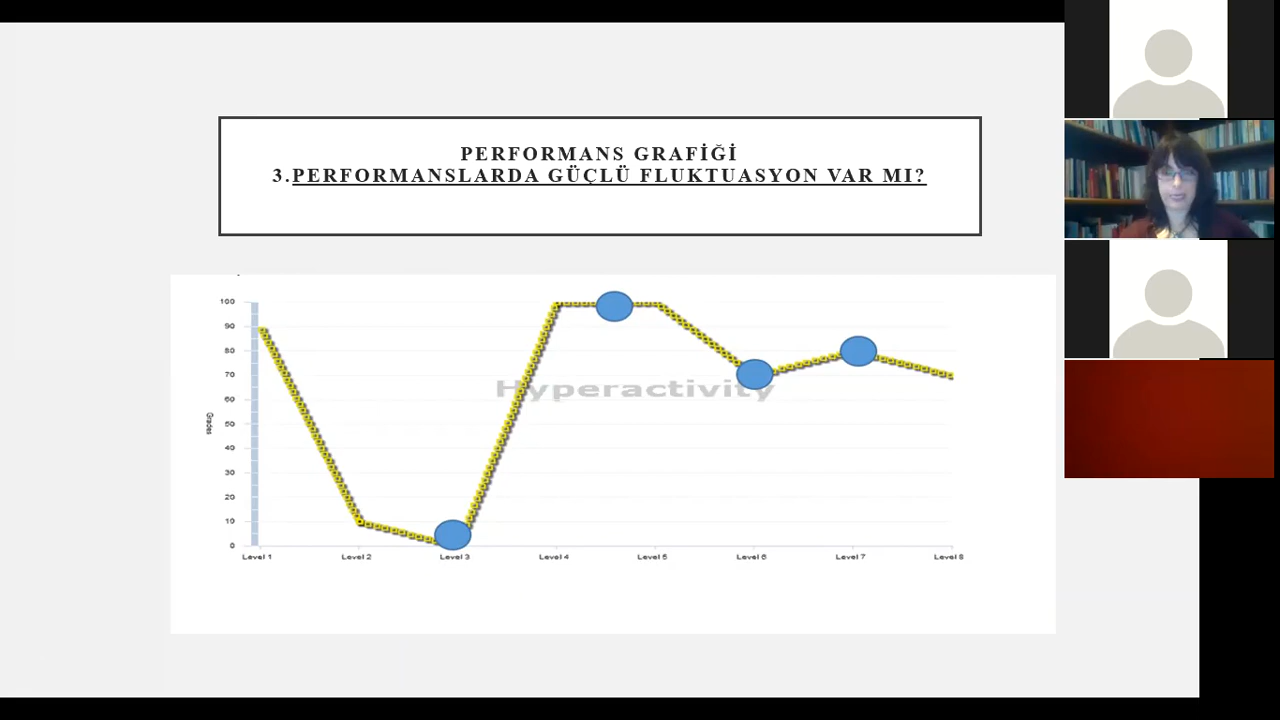 PERFORMANS GRAFİĞİ
3.PERFORMANSLARDA GÜÇLÜ FLUKTUASYON VAR MI?
100
90
80
70
60
50
40
30
20
10
0
Grades
Hyperactivity
Level 1 Level 2 Level 3 Level 4 Level 5 Level 6 Level 7 Level 8